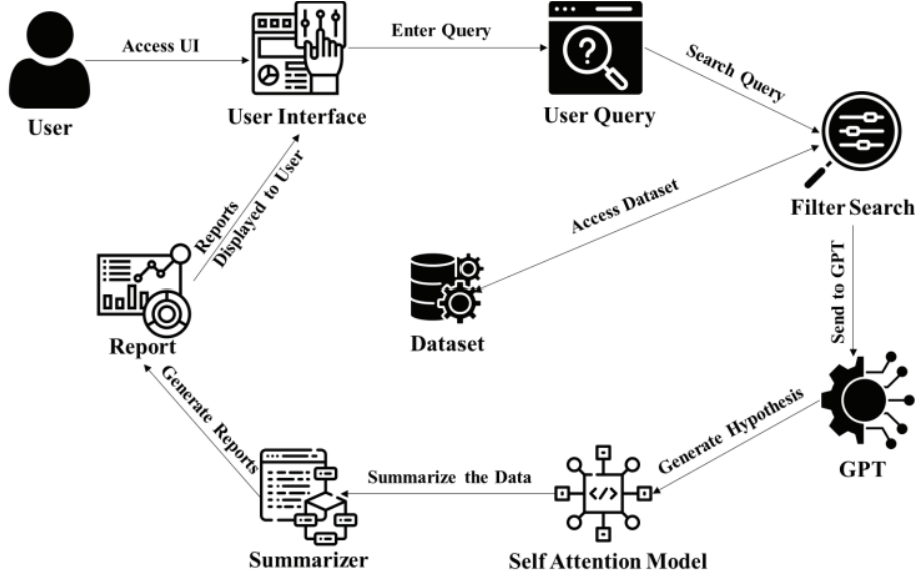 Access UI
Enter Query
User
User Interface
User Query
Search Query
Filter Search
Reports
Displayed to User
Access Dataset
Dataset
Send to GPT
Report
GPT
Generate Reports
Generate Hypothesis
Summarize the Data
Summarizer
Self Attention Model
?
</>